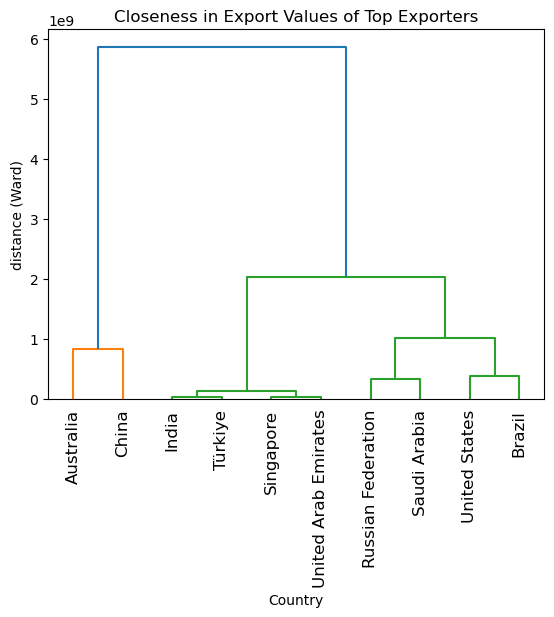 Closeness in Export Values of Top Exporters
1e9
6
5
4
3
2
1
0
distance (Ward)
Australia
China
India
Türkiye
Singapore
United Arab Emirates
Russian Federation
Saudi Arabia
United States
Brazil
Country